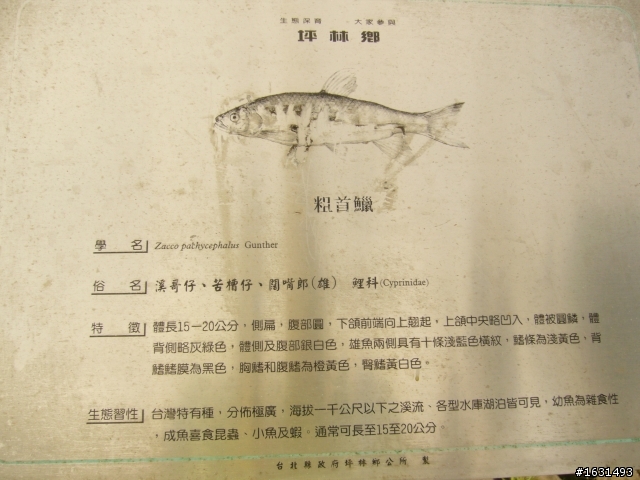 生態深育　大家參與
坪林鄉
粗首鱲
學名 Zacco pathycephalus Gunther
俗名 溪哥仔、苦槽仔、闊嘴郎(雄)　鯉科(Cyprinidae)
特徵 體長15－20公分，側扁，腹部圓，下頜前端向上翹起，上頜中央略凹入，體被圓鱗，體
背側略灰綠色，體側及腹部銀白色，雄魚兩側具有十條淺藍色橫紋，鰭條為淺黃色、背
鰭鰭膜為黑色，胸鰭和腹鰭為橙黃色，臀鰭黃白色。
生態習性 台灣特有種，分佈極廣，海拔一千公尺以下之溪流、各型水庫湖泊皆可見，幼魚為雜食性
，成魚喜食昆蟲、小魚及蝦。通常可長至15至20公分。
台北縣政府坪林鄉公所 製
#1631493